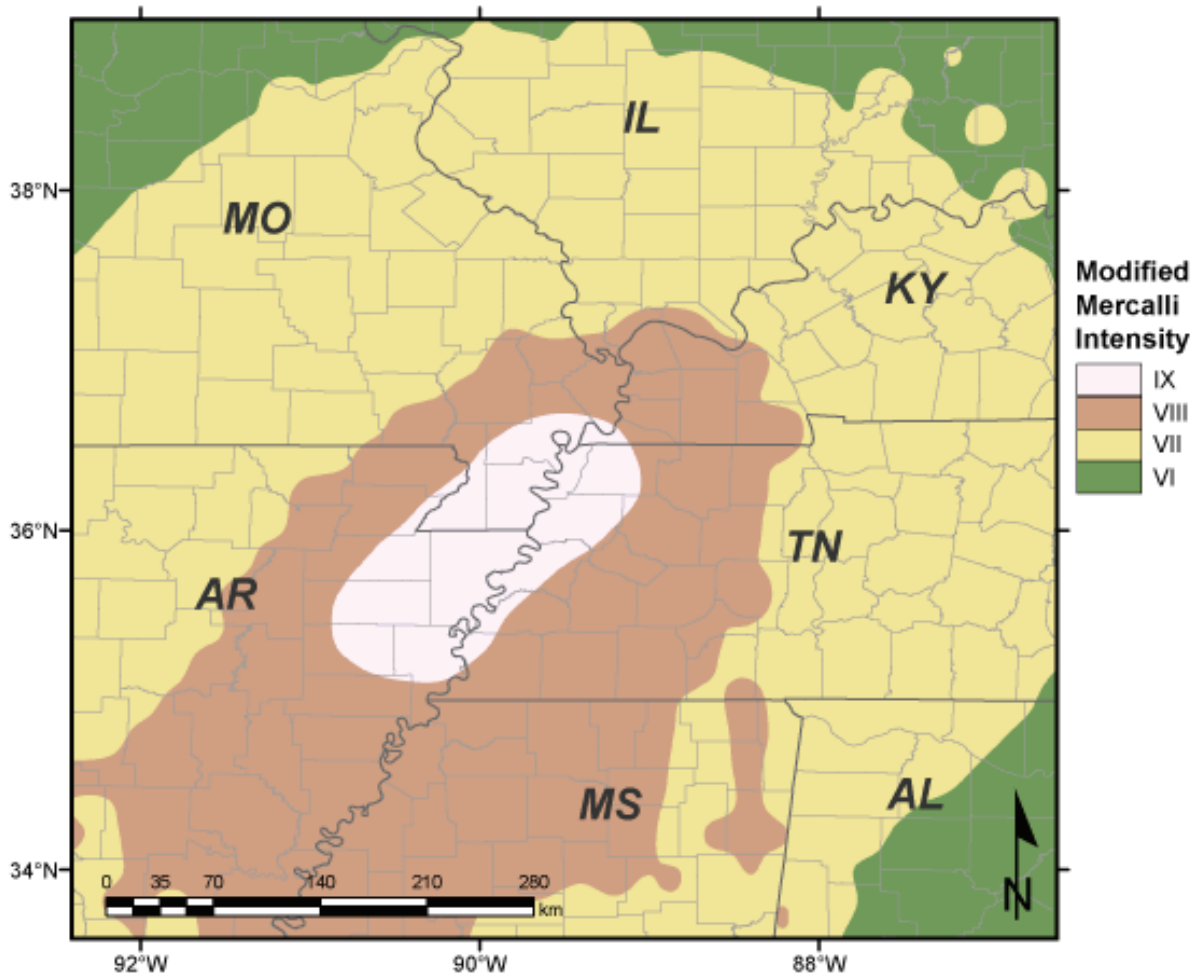 IL
38°N
MO
Modified
Mercalli
Intensity
KY
IX
VIII
VII
VI
36°N
TN
AR
MS
AL
34°N
0 35 70 140 210 280
km
N
92°W 90°W 88°W